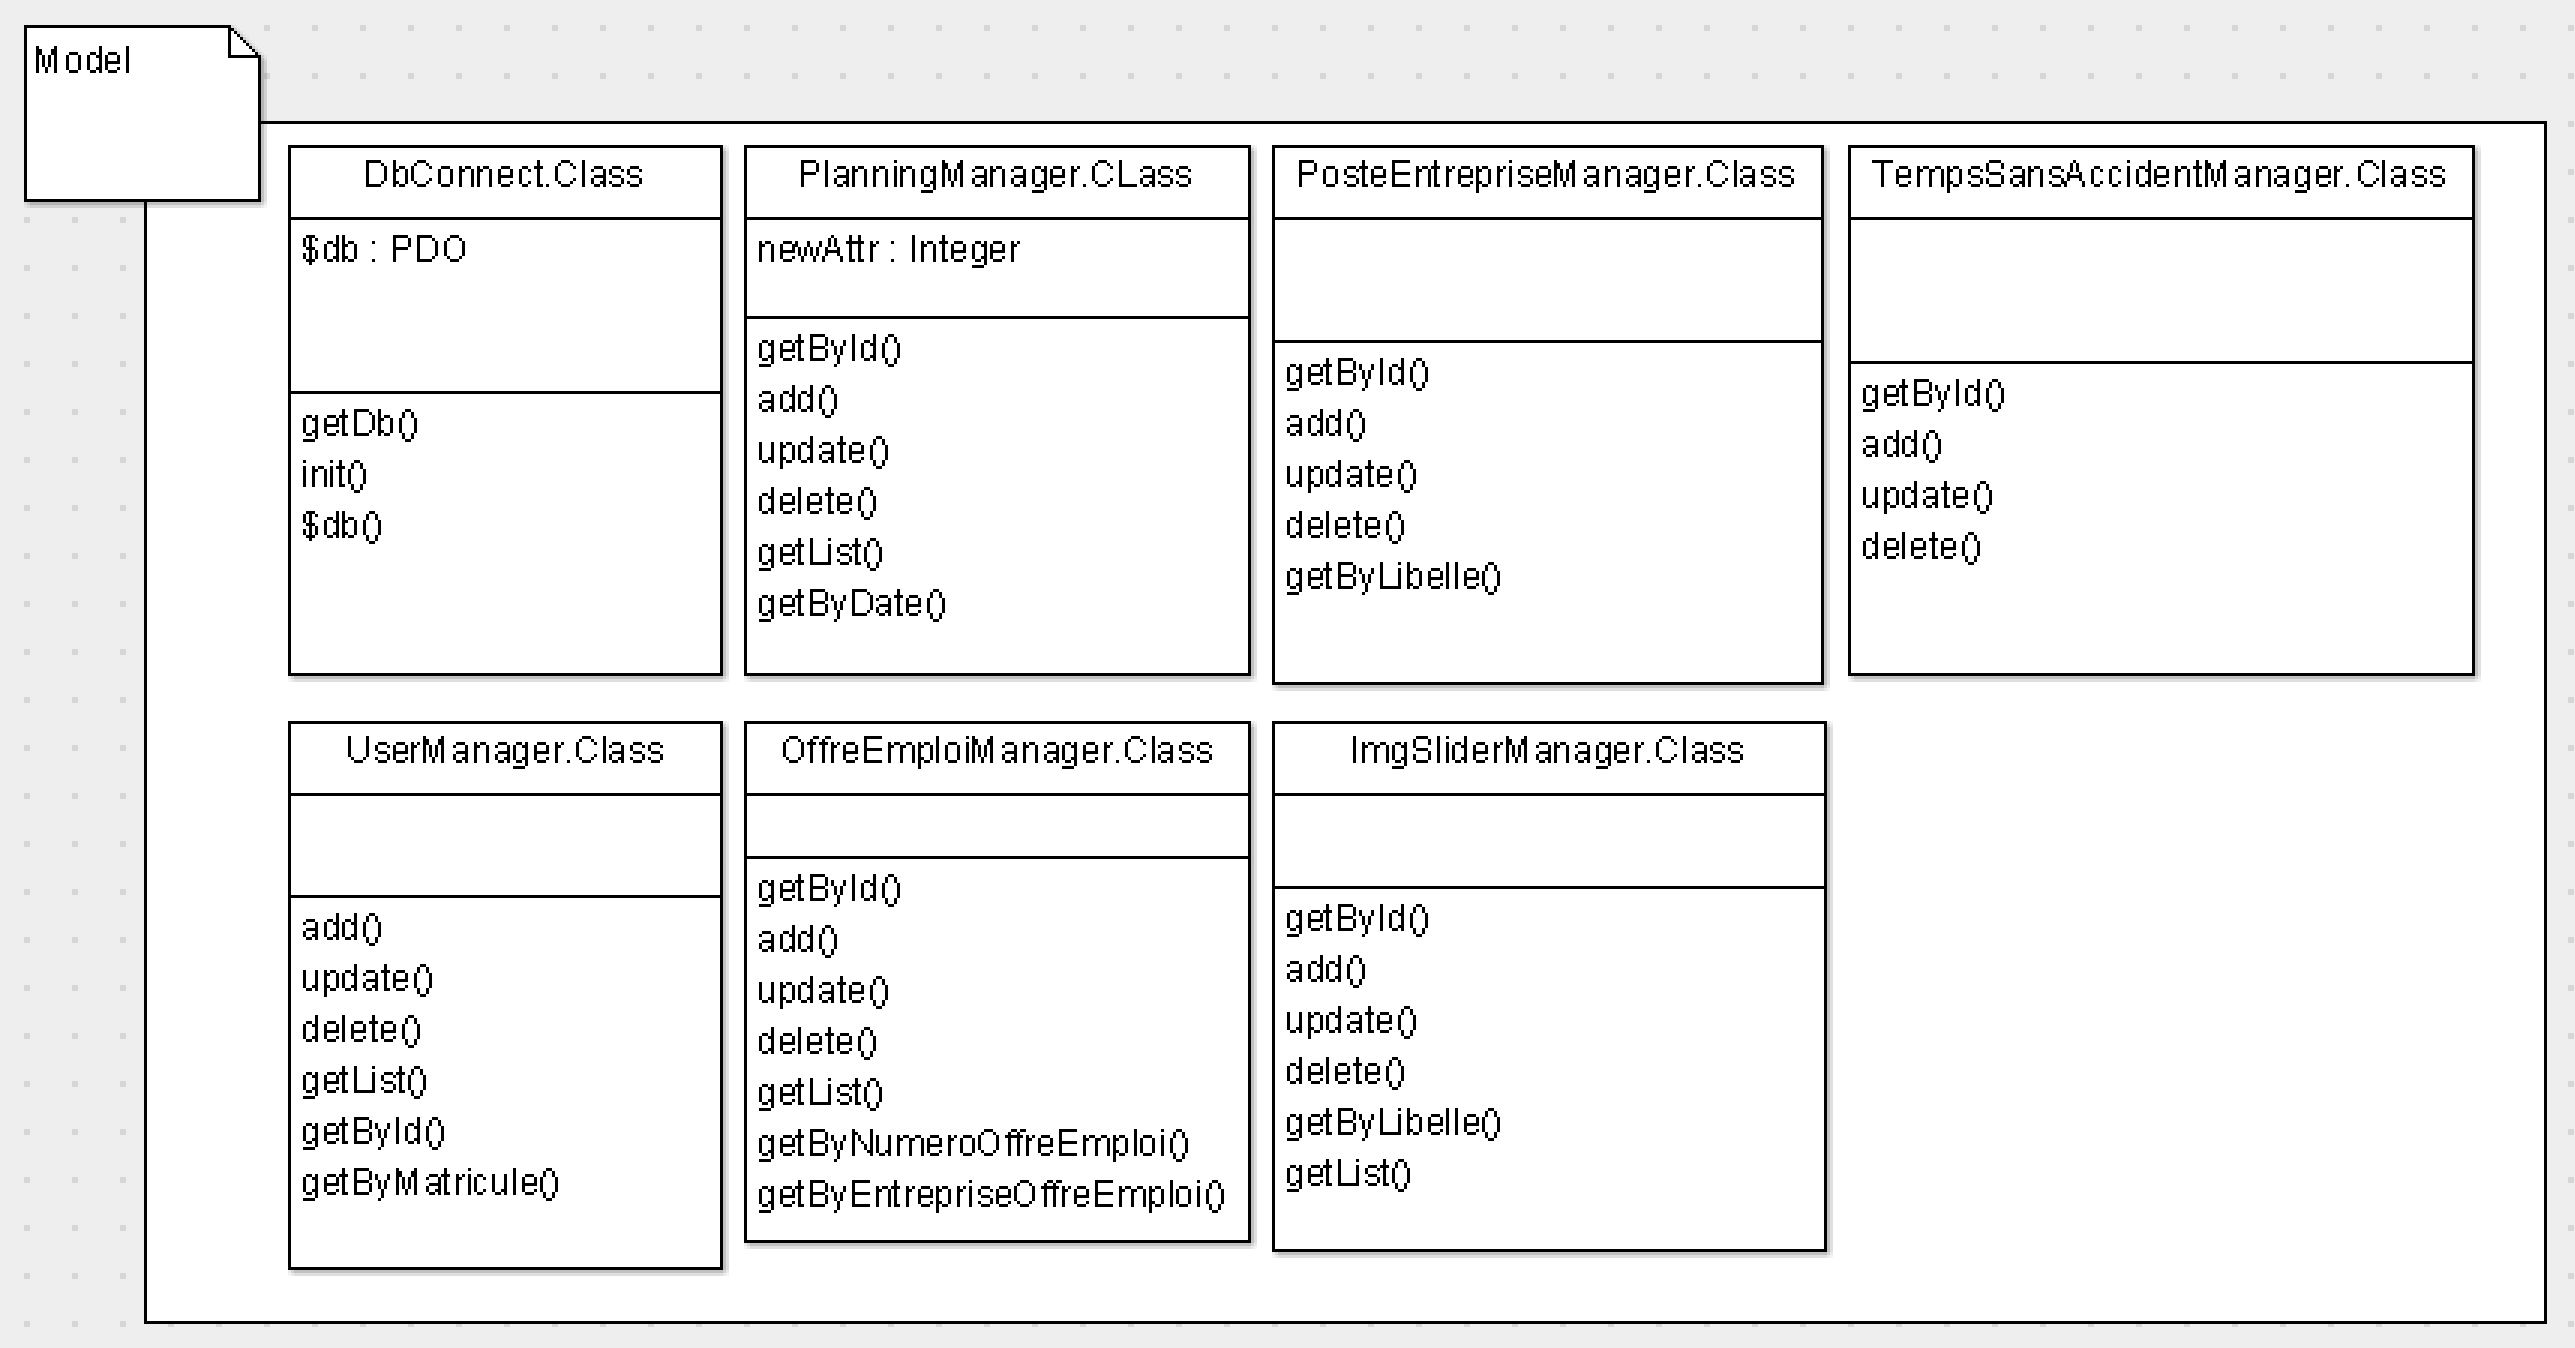 Model
DbConnect.Class
$db : PDO
getDb()
init()
$db()
PlanningManager.CLass
newAttr : Integer
getById()
add()
update()
delete()
getList()
getByDate()
PosteEntrepriseManager.Class
getById()
add()
update()
delete()
getByLibelle()
TempsSansAccidentManager.Class
getById()
add()
update()
delete()
UserManager.Class
add()
update()
delete()
getList()
getById()
getByMatricule()
OffreEmploiManager.Class
getById()
add()
update()
delete()
getList()
getByNumeroOffreEmploi()
getByEntrepriseOffreEmploi()
ImgSliderManager.Class
getById()
add()
update()
delete()
getByLibelle()
getList()